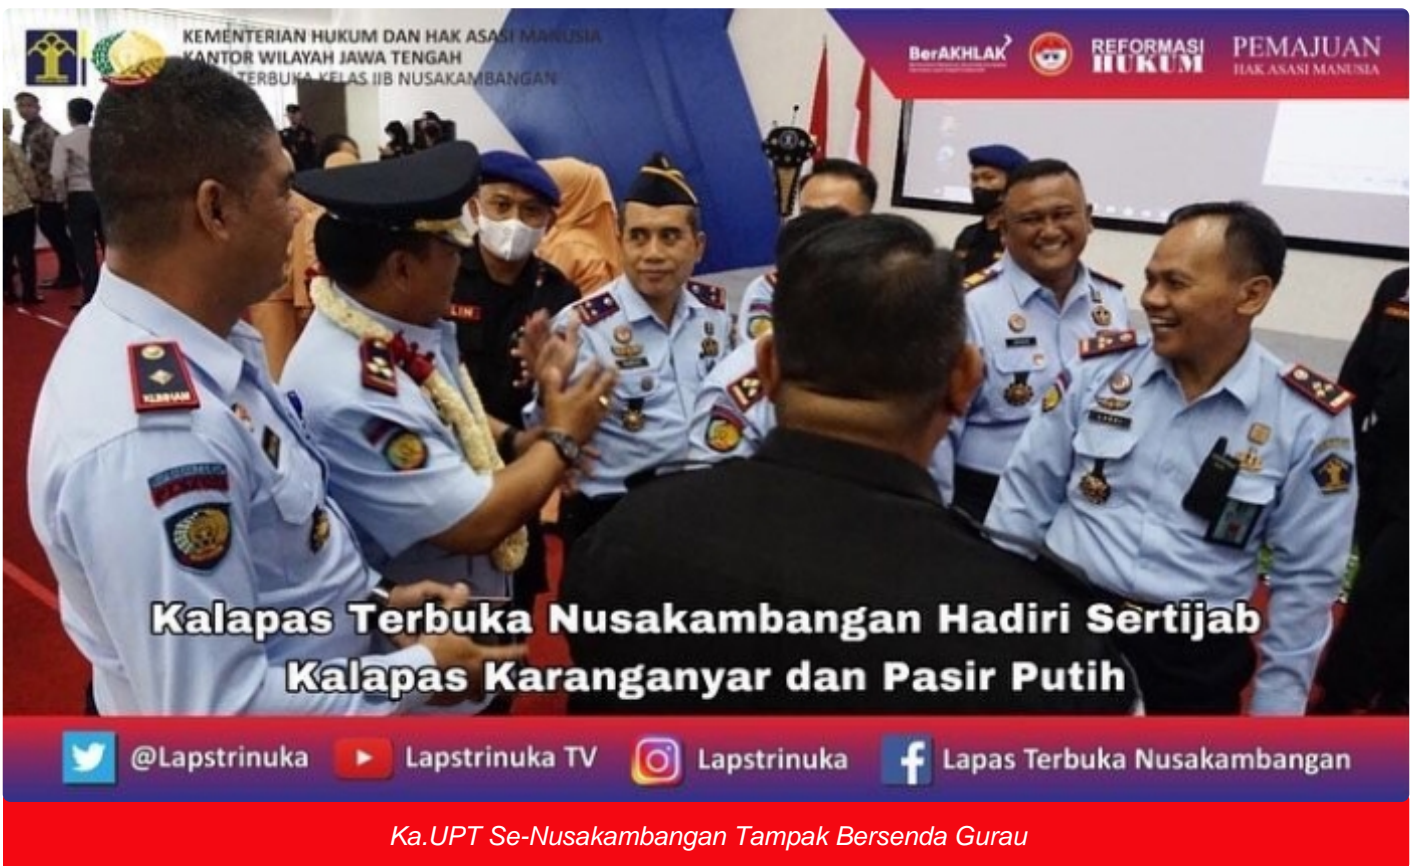 KEMENTERIAN HUKUM DAN HAK ASASI MANUSIA
KANTOR WILAYAH JAWA TENGAH
TERBUKA KELAS IIB NUSAKAMBANGAN
BerAKHLAK
REFORMASI
HUKUM
PEMAJUAN
HAK ASASI MANUSIA
KUMHAM
Kalapas Terbuka Nusakambangan Hadiri Sertijab
Kalapas Karanganyar dan Pasir Putih
@Lapstrinuka
Lapstrinuka TV
Lapstrinuka
Lapas Terbuka Nusakambangan
Ka.UPT Se-Nusakambangan Tampak Bersenda Gurau